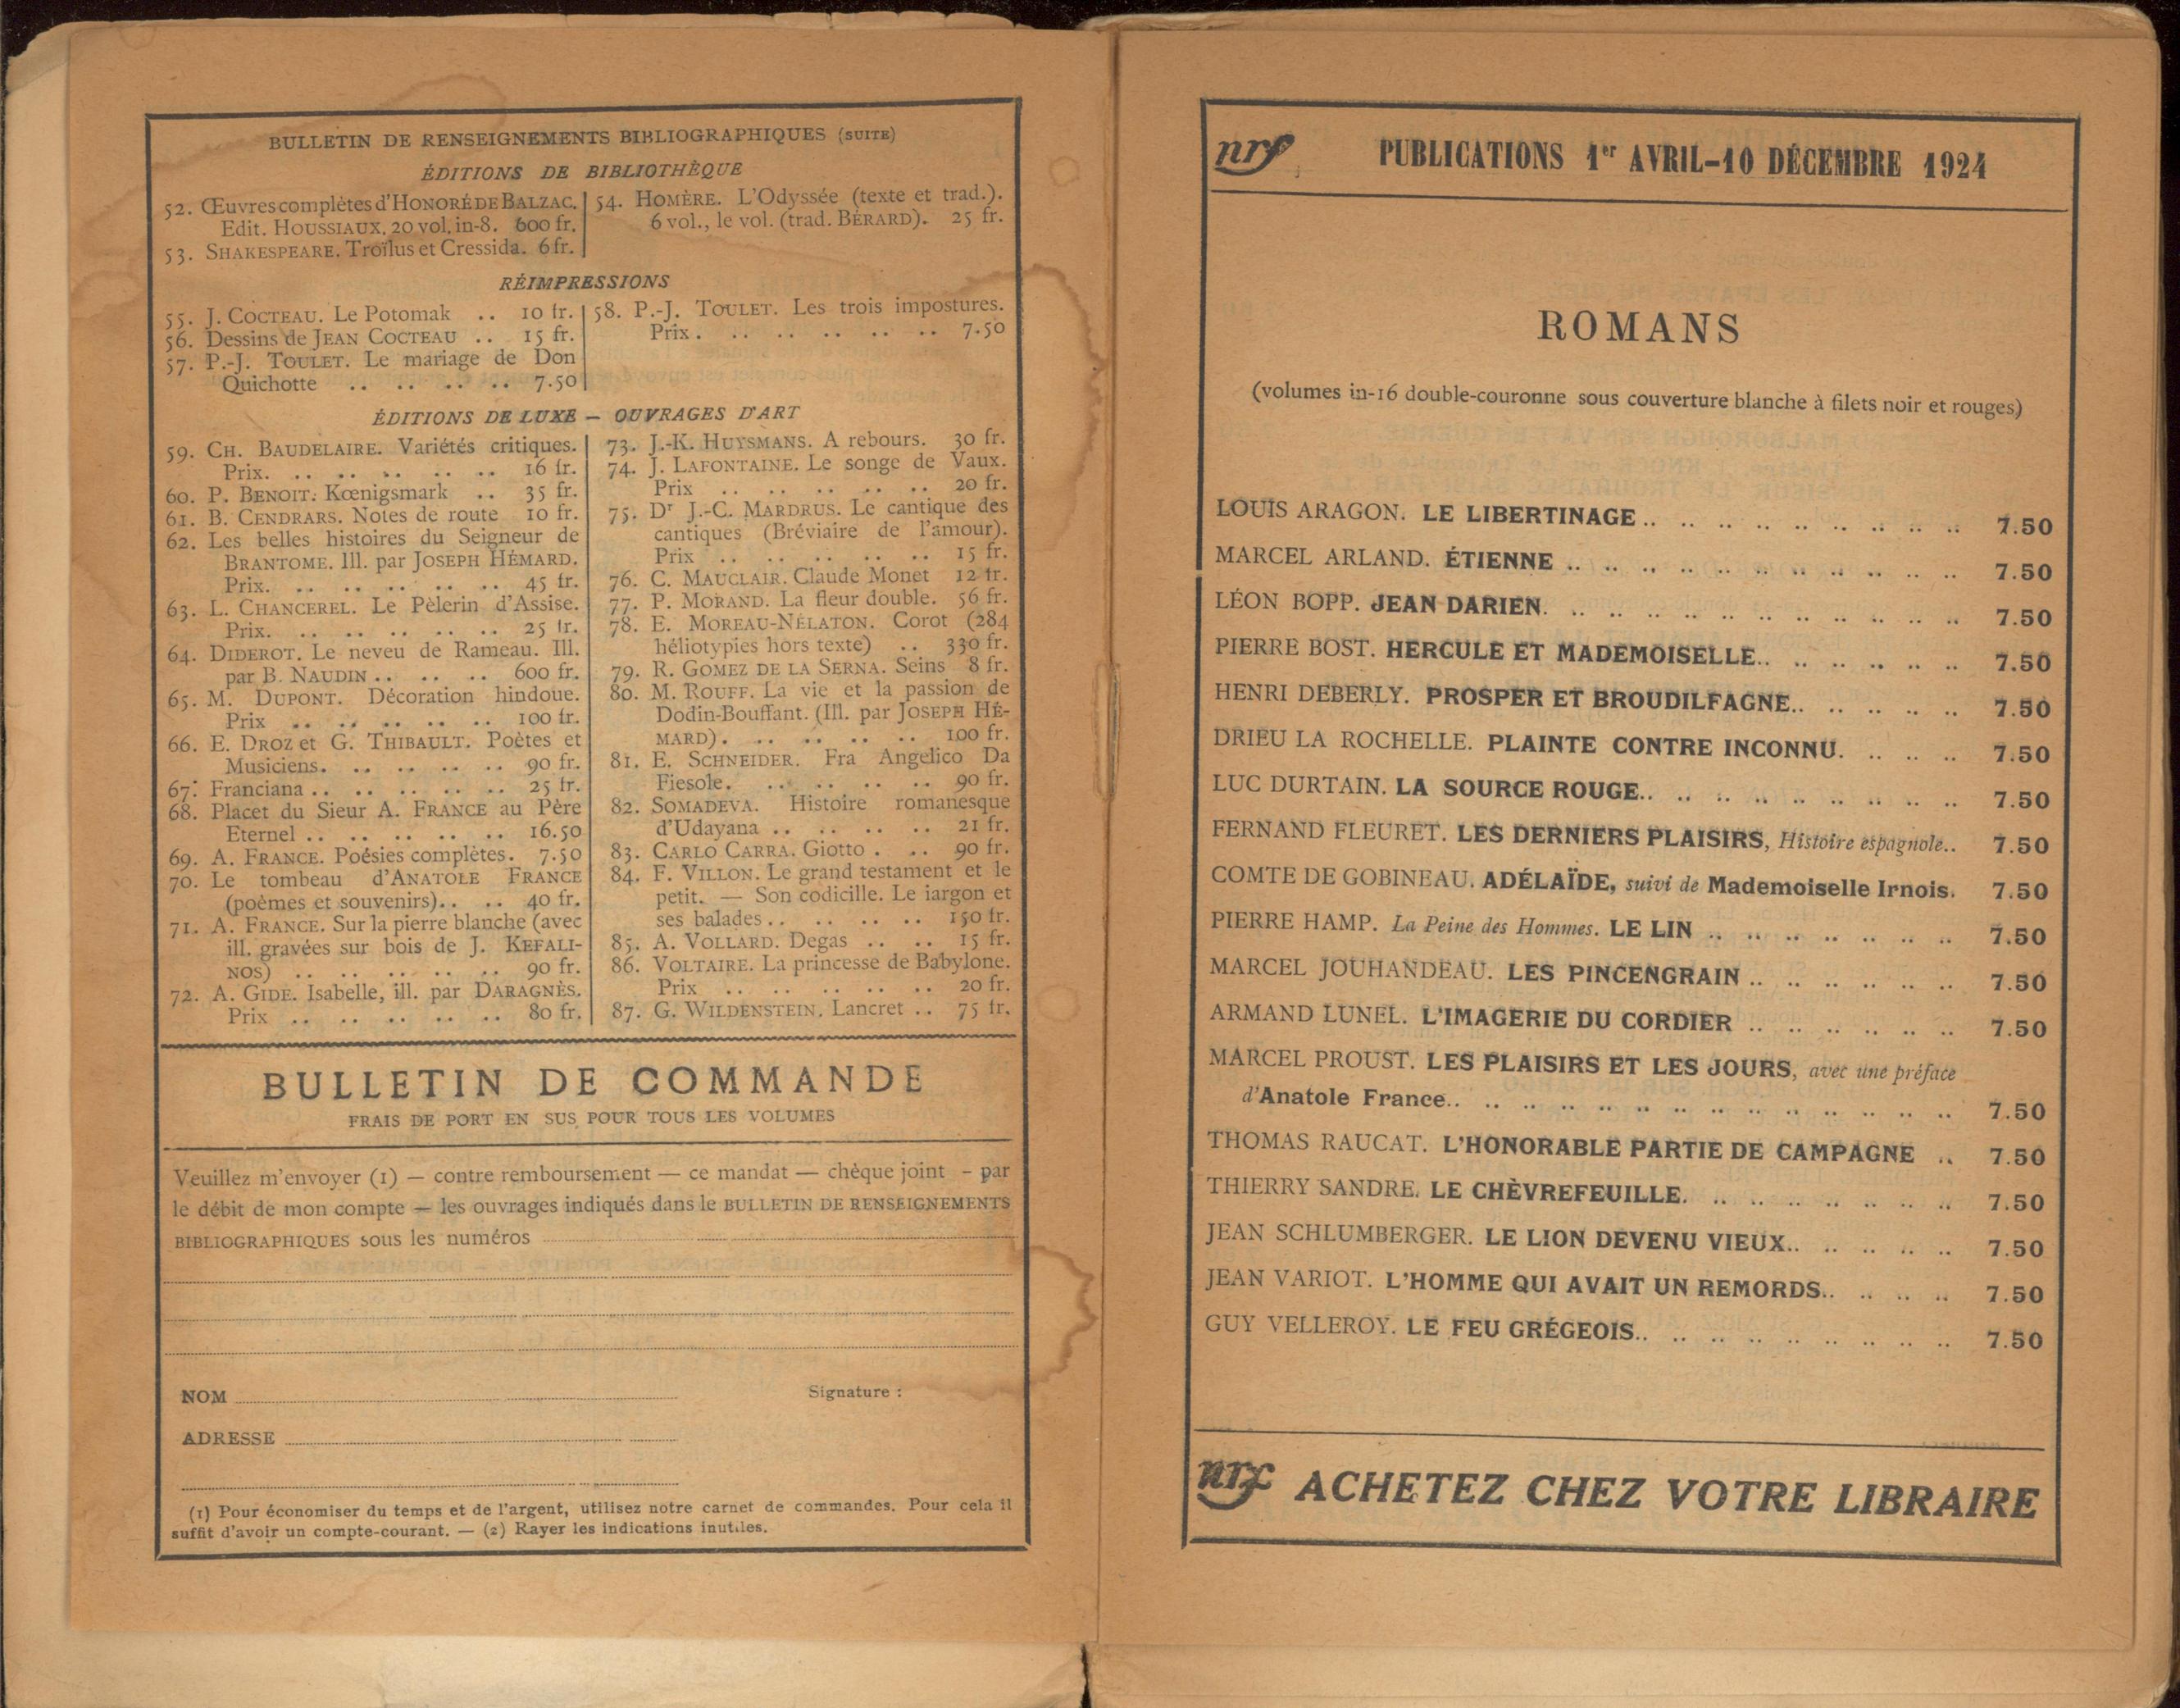 BULLETIN DE RENSEIGNEMENTS BIBLIOGRAPHIQUES (SUITE)
ÉDITIONS DE BIBLIOTHÈQUE
52. Œuvres complètes d'HONORÉ DE BALZAC.
Edit. HOUSSIAUX, 20 vol. in-8. 600 fr.
53. SHAKESPEARE. Troïlus et Cressida. 6 fr.
54. HOMÈRE. L'Odyssée (texte et trad.).
6 vol., le vol. (trad. BÉRARD). 25 fr.
RÉIMPRESSIONS
55. J. COCTEAU. Le Potomak .. 10 fr.
56. Dessins de JEAN COCTEAU .. 15 fr.
57. P.-J. TOULET. Le mariage de Don
Quichotte .. .. .. .. 7.50
58. P.-J. TOULET. Les trois impostures.
Prix. .. .. .. .. .. 7.50
ÉDITIONS DE LUXE — OUVRAGES D'ART
59. CH. BAUDELAIRE. Variétés critiques.
Prix. .. .. .. .. .. 16 fr.
60. P. BENOIT. Kœnigsmark .. 35 fr.
61. B. CENDRARS. Notes de route 10 fr.
62. Les belles histoires du Seigneur de
BRANTOME. Ill. par JOSEPH HÉMARD.
Prix. .. .. .. .. .. 45 fr.
63. L. CHANCEREL. Le Pèlerin d'Assise.
Prix. .. .. .. .. .. 25 fr.
64. DIDEROT. Le neveu de Rameau. Ill.
par B. NAUDIN .. .. .. 600 fr.
65. M. DUPONT. Décoration hindoue.
Prix .. .. .. .. .. 100 fr.
66. E. DROZ et G. THIBAULT. Poètes et
Musiciens. .. .. .. .. 90 fr.
67. Franciana .. .. .. .. .. 25 fr.
68. Placet du Sieur A. FRANCE au Père
Eternel .. .. .. .. .. 16.50
69. A. FRANCE. Poésies complètes. 7.50
70. Le tombeau d'ANATOLE FRANCE
(poèmes et souvenirs).. .. 40 fr.
71. A. FRANCE. Sur la pierre blanche (avec
ill. gravées sur bois de J. KEFALI-
NOS) .. .. .. .. .. 90 fr.
72. A. GIDE. Isabelle, ill. par DARAGNÈS.
Prix .. .. .. .. .. 80 fr.
73. J.-K. HUYSMANS. A rebours. 30 fr.
74. J. LAFONTAINE. Le songe de Vaux.
Prix .. .. .. .. .. 20 fr.
75. Dr J.-C. MARDRUS. Le cantique des
cantiques (Bréviaire de l'amour).
Prix .. .. .. .. .. 15 fr.
76. C. MAUCLAIR. Claude Monet 12 fr.
77. P. MORAND. La fleur double. 56 fr.
78. E. MOREAU-NÉLATON. Corot (284
héliotypies hors texte) .. 330 fr.
79. R. GOMEZ DE LA SERNA. Seins 8 fr.
80. M. ROUFF. La vie et la passion de
Dodin-Bouffant. (Ill. par JOSEPH HÉ-
MARD). .. .. .. .. 100 fr.
81. E. SCHNEIDER. Fra Angelico Da
Fiesole. .. .. .. .. 90 fr.
82. SOMADEVA. Histoire romanesque
d'Udayana .. .. .. .. 21 fr.
83. CARLO CARRA. Giotto . .. 90 fr.
84. F. VILLON. Le grand testament et le
petit. — Son codicille. Le jargon et
ses balades .. .. .. .. 150 fr.
85. A. VOLLARD. Degas .. .. 15 fr.
86. VOLTAIRE. La princesse de Babylone.
Prix .. .. .. .. .. 20 fr.
87. G. WILDENSTEIN. Lancret .. 75 fr.
BULLETIN DE COMMANDE
FRAIS DE PORT EN SUS POUR TOUS LES VOLUMES
Veuillez m'envoyer (1) — contre remboursement — ce mandat — chèque joint - par
le débit de mon compte — les ouvrages indiqués dans le BULLETIN DE RENSEIGNEMENTS
BIBLIOGRAPHIQUES sous les numéros
NOM
Signature :
ADRESSE
(1) Pour économiser du temps et de l'argent, utilisez notre carnet de commandes. Pour cela il
suffit d'avoir un compte-courant. — (2) Rayer les indications inutiles.
nrf PUBLICATIONS 1er AVRIL-10 DÉCEMBRE 1924
ROMANS
(volumes in-16 double-couronne sous couverture blanche à filets noir et rouges)
LOUIS ARAGON. LE LIBERTINAGE .. .. .. .. .. .. .. .. .. 7.50
MARCEL ARLAND. ÉTIENNE .. .. .. .. .. .. .. .. .. .. .. 7.50
LÉON BOPP. JEAN DARIEN. .. .. .. .. .. .. .. .. .. .. .. 7.50
PIERRE BOST. HERCULE ET MADEMOISELLE.. .. .. .. .. .. 7.50
HENRI DEBERLY. PROSPER ET BROUDILFAGNE.. .. .. .. .. 7.50
DRIEU LA ROCHELLE. PLAINTE CONTRE INCONNU. .. .. .. 7.50
LUC DURTAIN. LA SOURCE ROUGE.. .. .. .. .. .. .. .. .. 7.50
FERNAND FLEURET. LES DERNIERS PLAISIRS, Histoire espagnole.. 7.50
COMTE DE GOBINEAU. ADÉLAÏDE, suivi de Mademoiselle Irnois. 7.50
PIERRE HAMP. La Peine des Hommes. LE LIN .. .. .. .. .. .. .. 7.50
MARCEL JOUHANDEAU. LES PINCENGRAIN .. .. .. .. .. .. 7.50
ARMAND LUNEL. L'IMAGERIE DU CORDIER .. .. .. .. .. .. 7.50
MARCEL PROUST. LES PLAISIRS ET LES JOURS, avec une préface
d'Anatole France.. .. .. .. .. .. .. .. .. .. .. .. .. .. 7.50
THOMAS RAUCAT. L'HONORABLE PARTIE DE CAMPAGNE .. 7.50
THIERRY SANDRE. LE CHÈVREFEUILLE. .. .. .. .. .. .. .. 7.50
JEAN SCHLUMBERGER. LE LION DEVENU VIEUX.. .. .. .. .. 7.50
JEAN VARIOT. L'HOMME QUI AVAIT UN REMORDS.. .. .. .. 7.50
GUY VELLEROY. LE FEU GRÉGEOIS.. .. .. .. .. .. .. .. .. 7.50
nrf ACHETEZ CHEZ VOTRE LIBRAIRE